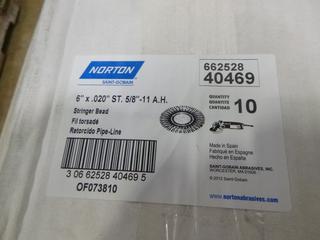 NORTON
SAINT-GOBAIN
662528
40469
6" x .020" ST. 5/8"-11 A.H.
Stringer Bead
Fil torsadé
Retorcido Pipe-Line
QUANTITY
QUANTITÉ
CANTIDAD
10
3 06 62528 40469 5
OF073810
Made in Spain
Fabriqué en Espagne
Hecho en España
SAINT-GOBAIN ABRASIVES, INC.
WORCESTER, MA 01606
© 2012 Saint-Gobain
www.nortonabrasives.com